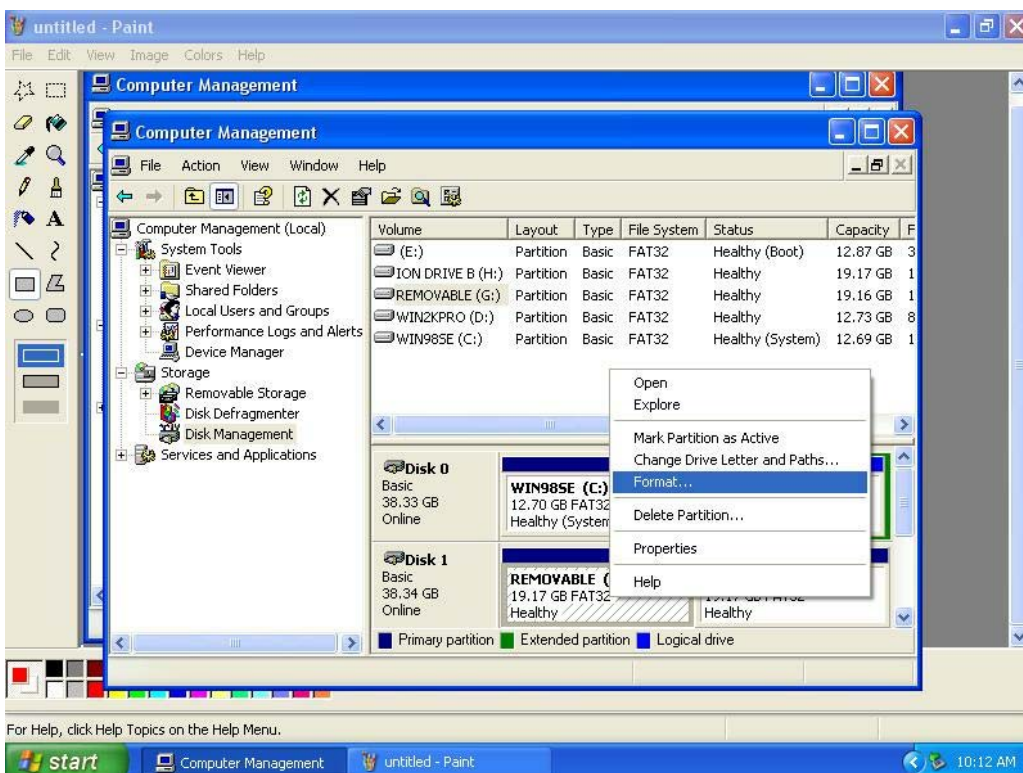 untitled - Paint
File Edit View Image Colors Help
Computer Management
Computer Management
File Action View Window Help
Computer Management (Local)
System Tools
Event Viewer
Shared Folders
Local Users and Groups
Performance Logs and Alerts
Device Manager
Storage
Removable Storage
Disk Defragmenter
Disk Management
Services and Applications
Volume Layout Type File System Status Capacity F
(E:) Partition Basic FAT32 Healthy (Boot) 12.87 GB 3
ION DRIVE B (H:) Partition Basic FAT32 Healthy 19.17 GB 1
REMOVABLE (G:) Partition Basic FAT32 Healthy 19.16 GB 1
WIN2KPRO (D:) Partition Basic FAT32 Healthy 12.73 GB 8
WIN98SE (C:) Partition Basic FAT32 Healthy (System) 12.69 GB 1
Open
Explore
Mark Partition as Active
Change Drive Letter and Paths...
Format...
Delete Partition...
Properties
Help
Disk 0
Basic
38.33 GB
Online
WIN98SE (C:)
12.70 GB FAT32
Healthy (System
Disk 1
Basic
38.34 GB
Online
REMOVABLE (
19.17 GB FAT32
Healthy
Healthy
Primary partition Extended partition Logical drive
For Help, click Help Topics on the Help Menu.
start Computer Management untitled - Paint 10:12 AM